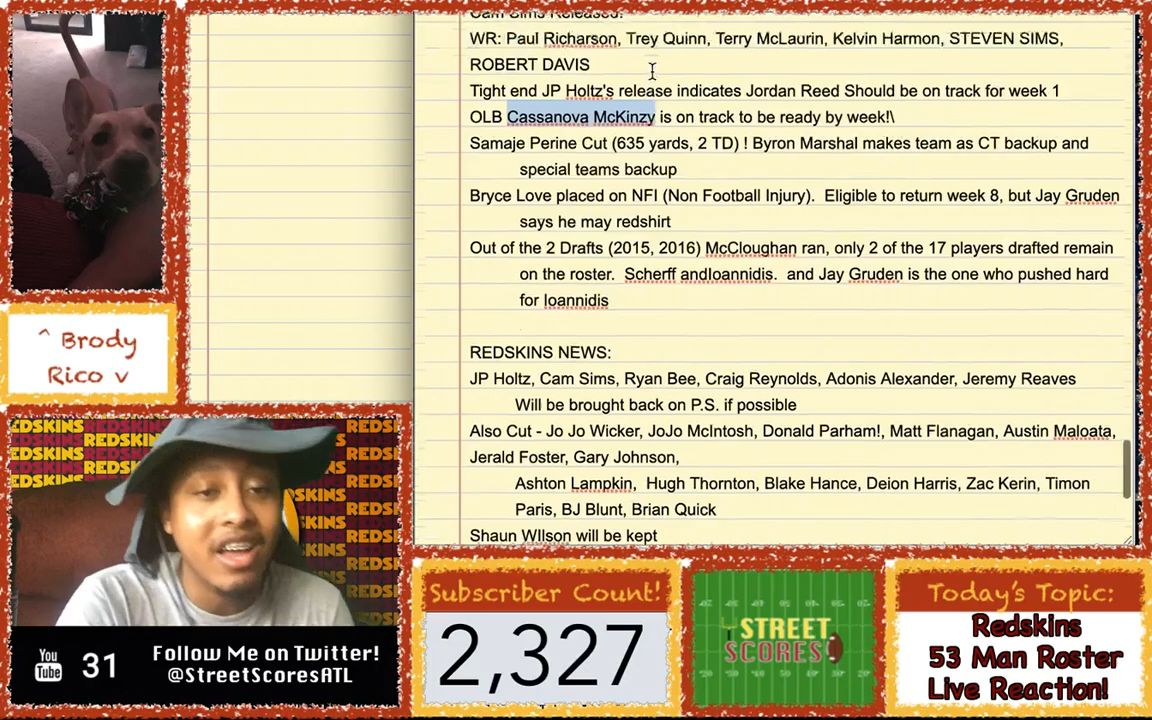 Cam Sims Released!
WR: Paul Richarson, Trey Quinn, Terry McLaurin, Kelvin Harmon, STEVEN SIMS,
ROBERT DAVIS
Tight end JP Holtz's release indicates Jordan Reed Should be on track for week 1
OLB Cassanova McKinzy is on track to be ready by week!\
Samaje Perine Cut (635 yards, 2 TD) ! Byron Marshal makes team as CT backup and
special teams backup
Bryce Love placed on NFI (Non Football Injury).  Eligible to return week 8, but Jay Gruden
says he may redshirt
Out of the 2 Drafts (2015, 2016) McCloughan ran, only 2 of the 17 players drafted remain
on the roster.  Scherff andIoannidis.  and Jay Gruden is the one who pushed hard
for Ioannidis
REDSKINS NEWS:
JP Holtz, Cam Sims, Ryan Bee, Craig Reynolds, Adonis Alexander, Jeremy Reaves
Will be brought back on P.S. if possible
Also Cut - Jo Jo Wicker, JoJo McIntosh, Donald Parham!, Matt Flanagan, Austin Maloata,
Jerald Foster, Gary Johnson,
Ashton Lampkin,  Hugh Thornton, Blake Hance, Deion Harris, Zac Kerin, Timon
Paris, BJ Blunt, Brian Quick
Shaun WIlson will be kept
^ Brody
Rico v
EDSKINS REDSKINS
REDSKINS
REDSKINS
You Tube 31
Follow Me on Twitter!
@StreetScoresATL
Subscriber Count!
2,327
STREET
SCORES
Today's Topic:
Redskins
53 Man Roster
Live Reaction!